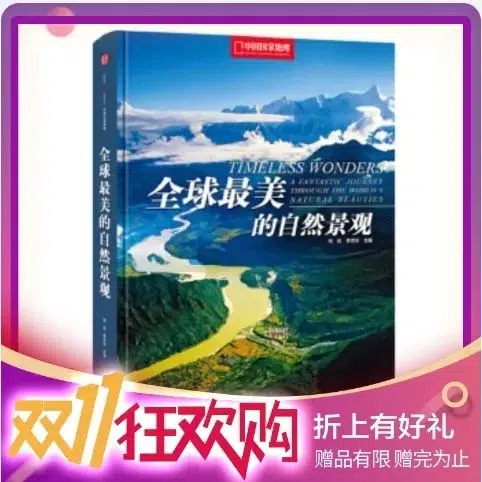 中国国家地理
TIMELESS WONDERS
A FANTASTIC JOURNEY
THROUGH THE WORLD'S
NATURAL BEAUTIES
全球最美
的自然景观
主编
全球最美的自然景观
双11狂欢购
折上有好礼
赠品有限 赠完为止